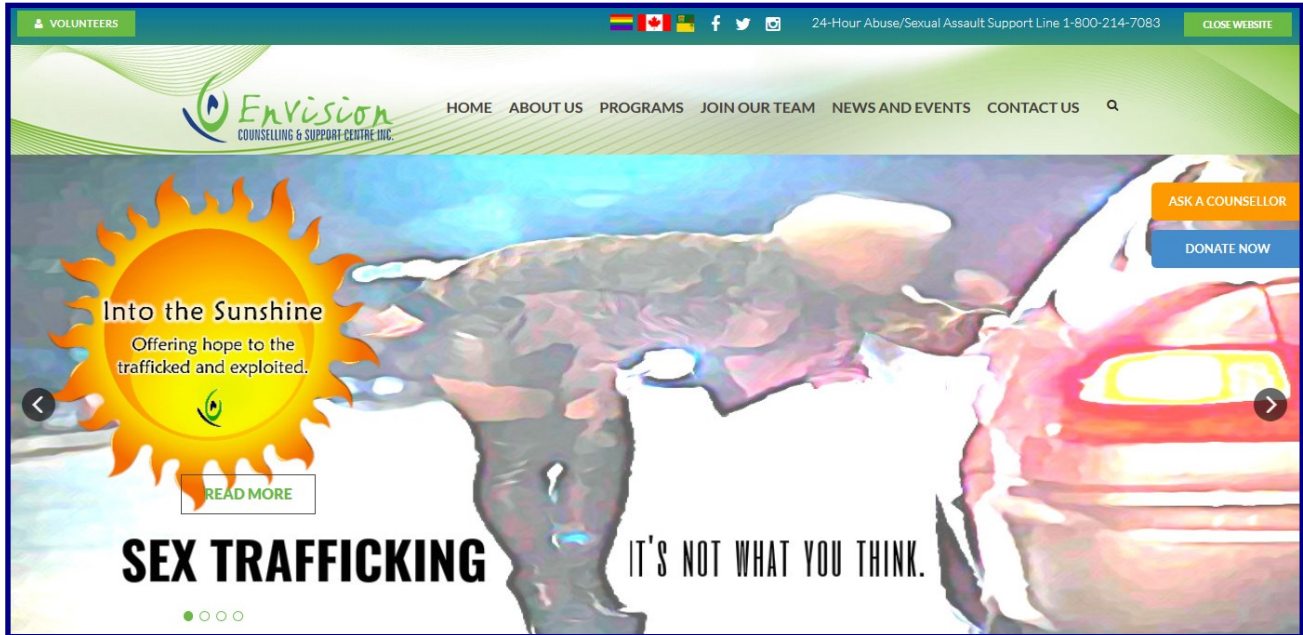 VOLUNTEERS
24-Hour Abuse/Sexual Assault Support Line 1-800-214-7083
CLOSE WEBSITE
Envision
COUNSELLING & SUPPORT CENTRE INC.
HOME ABOUT US PROGRAMS JOIN OUR TEAM NEWS AND EVENTS CONTACT US
ASK A COUNSELLOR
DONATE NOW
Into the Sunshine
Offering hope to the
trafficked and exploited.
READ MORE
SEX TRAFFICKING IT'S NOT WHAT YOU THINK.